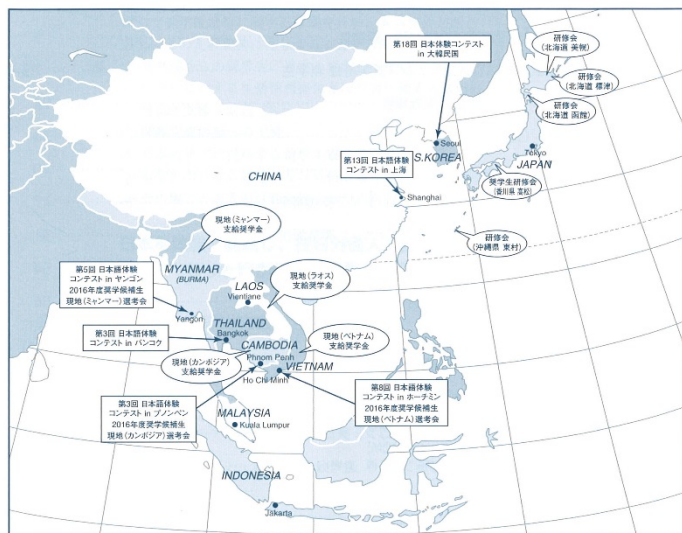 第18回 日本体験コンテスト
in 大韓民国
研修会
(北海道 美幌)
研修会
(北海道 標津)
研修会
(北海道 函館)
Seoul
S.KOREA
Tokyo
JAPAN
第13回 日本語体験
コンテスト in 上海
Shanghai
CHINA
奨学生研修会
(香川県 高松)
研修会
(沖縄県 東村)
現地(ミャンマー)
支給奨学金
MYANMAR
(BURMA)
第5回 日本語体験
コンテスト in ヤンゴン
2016年度奨学候補生
現地(ミャンマー)選考会
Yangon
LAOS
Vientiane
現地(ラオス)
支給奨学金
THAILAND
Bangkok
第3回 日本語体験
コンテスト in バンコク
CAMBODIA
Phnom Penh
現地(カンボジア)
支給奨学金
現地(ベトナム)
支給奨学金
VIETNAM
Ho Chi Minh
第3回 日本語体験
コンテスト in プノンペン
2016年度奨学候補生
現地(カンボジア)選考会
第8回 日本語体験
コンテスト in ホーチミン
2016年度奨学候補生
現地(ベトナム)選考会
MALAYSIA
Kuala Lumpur
INDONESIA
Jakarta